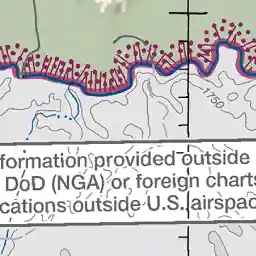 1750
formation provided outside
DoD (NGA) or foreign charts
cations outside U.S. airspac